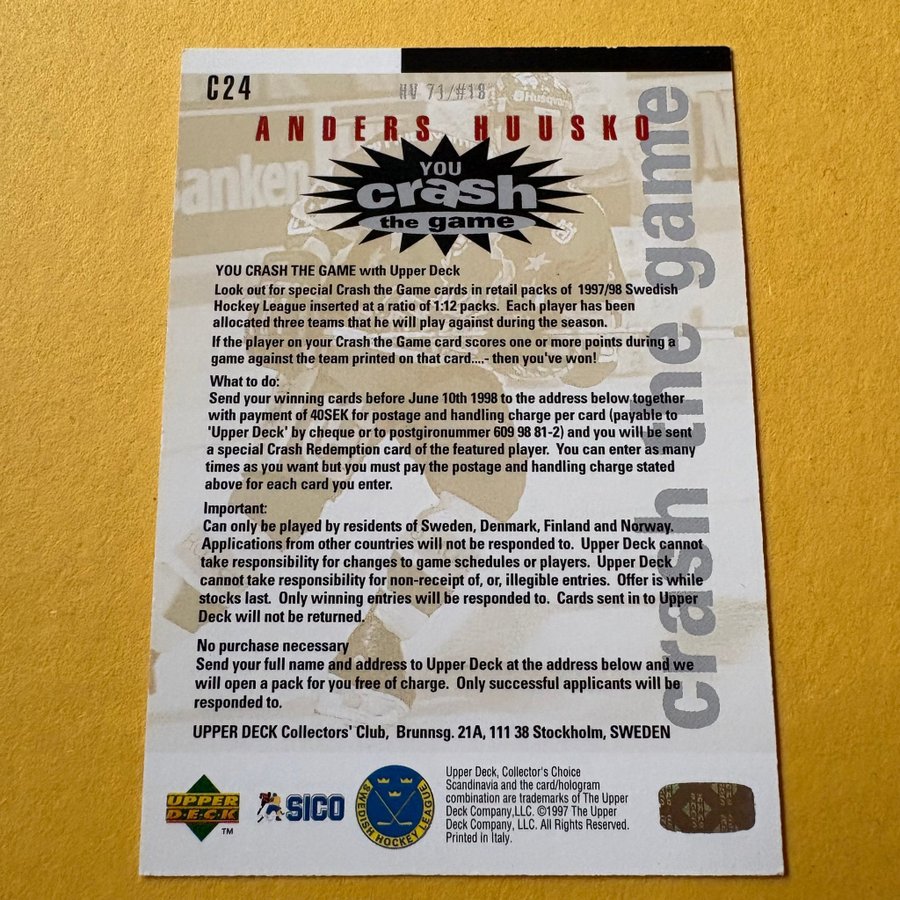 C24
HV 71/#18
ANDERS HUUSKO
YOU
crash
the game
YOU CRASH THE GAME with Upper Deck
Look out for special Crash the Game cards in retail packs of 1997/98 Swedish
Hockey League inserted at a ratio of 1:12 packs. Each player has been
allocated three teams that he will play against during the season.
If the player on your Crash the Game card scores one or more points during a
game against the team printed on that card....- then you've won!
What to do:
Send your winning cards before June 10th 1998 to the address below together
with payment of 40SEK for postage and handling charge per card (payable to
'Upper Deck' by cheque or to postgironummer 609 98 81-2) and you will be sent
a special Crash Redemption card of the featured player. You can enter as many
times as you want but you must pay the postage and handling charge stated
above for each card you enter.
Important:
Can only be played by residents of Sweden, Denmark, Finland and Norway.
Applications from other countries will not be responded to. Upper Deck cannot
take responsibility for changes to game schedules or players. Upper Deck
cannot take responsibility for non-receipt of, or, illegible entries. Offer is while
stocks last. Only winning entries will be responded to. Cards sent in to Upper
Deck will not be returned.
No purchase necessary
Send your full name and address to Upper Deck at the address below and we
will open a pack for you free of charge. Only successful applicants will be
responded to.
UPPER DECK Collectors' Club, Brunnsg. 21A, 111 38 Stockholm, SWEDEN
crash the game
Husqvarna
anken
UPPER
DECK
TM
SICO
SWEDISH HOCKEY LEAGUE
Upper Deck, Collector's Choice
Scandinavia and the card/hologram
combination are trademarks of The Upper
Deck Company,LLC. ©1997 The Upper
Deck Company, LLC. All Rights Reserved.
Printed in Italy.